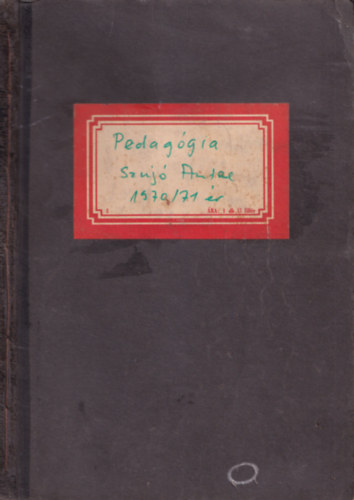 Pedagógia
Szujó Antal
1970/71 év